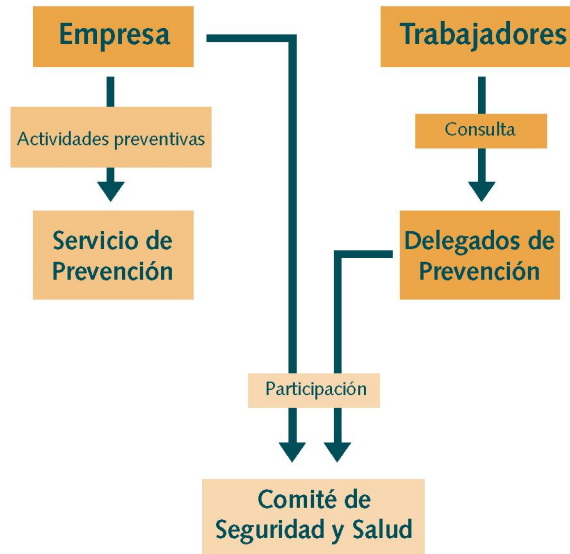 Empresa
Trabajadores
Actividades preventivas
Consulta
Servicio de
Prevención
Delegados de
Prevención
Participación
Comité de
Seguridad y Salud